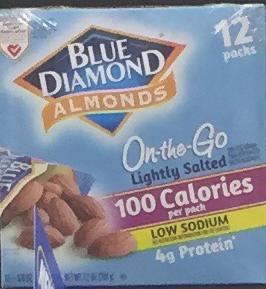 12
packs
BLUE
DIAMOND
ALMONDS
On-the-Go
Lightly Salted
100 Calories
per pack
LOW SODIUM
4g Protein